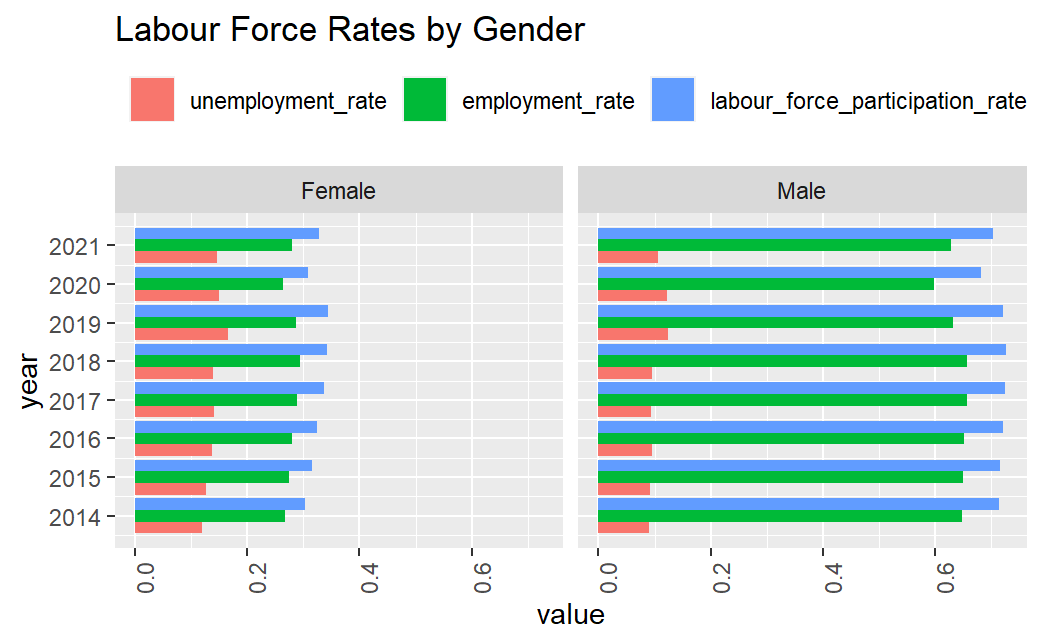 Labour Force Rates by Gender
unemployment_rate employment_rate labour_force_participation_rate
Female Male
2021
2020
2019
2018
2017
2016
2015
2014
year
0.0 0.2 0.4 0.6 0.0 0.2 0.4 0.6
value